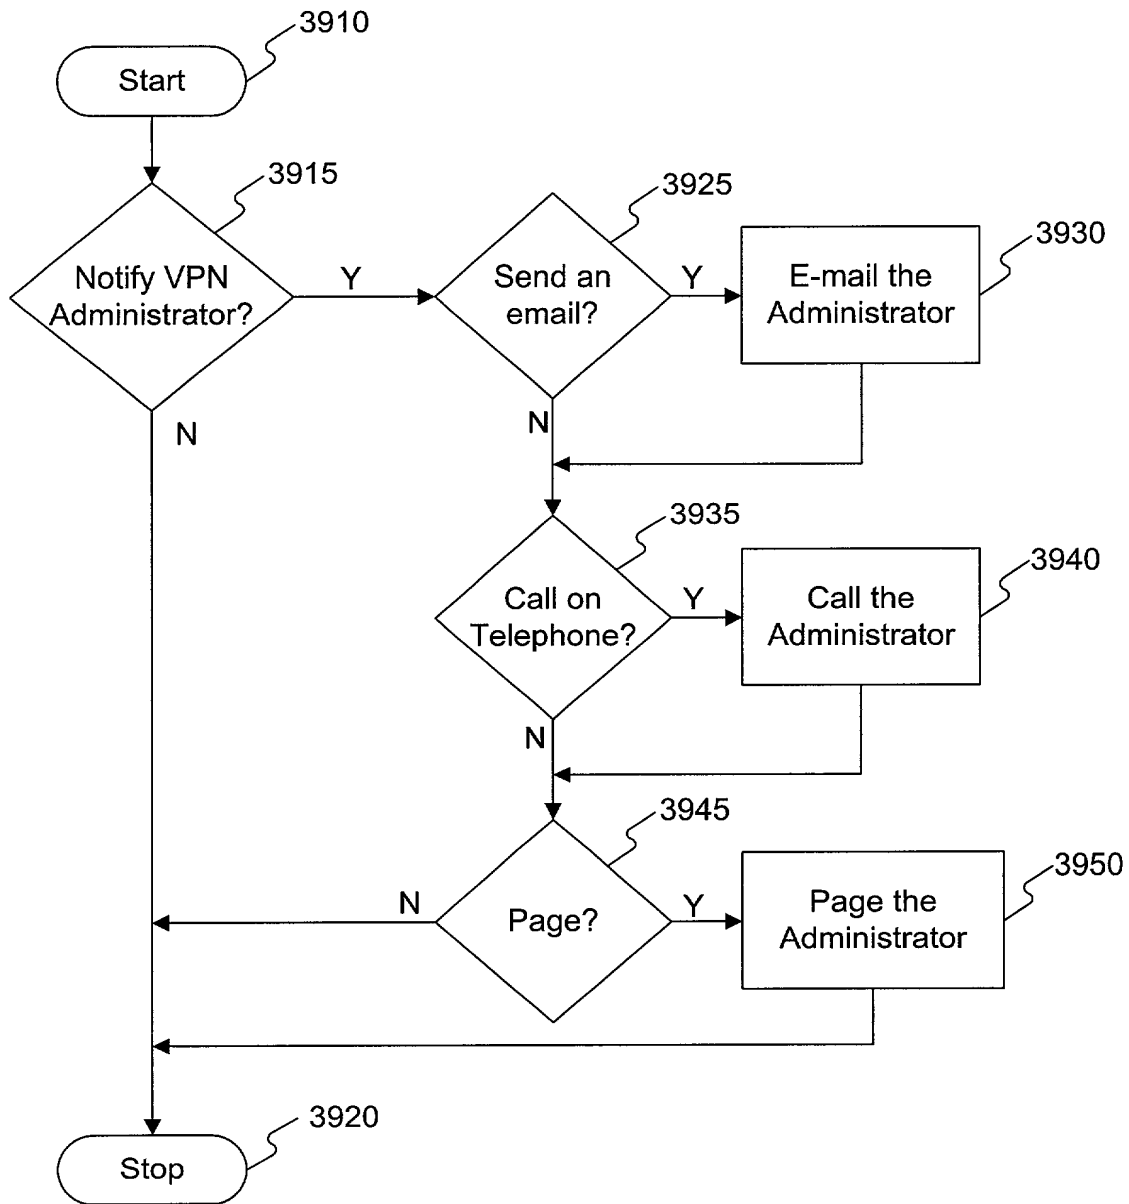 3910
Start
3915
3925
3930
Notify VPN
Administrator?
Y
Send an
email?
Y
E-mail the
Administrator
N
N
3935
3940
Call on
Telephone?
Y
Call the
Administrator
N
3945
3950
N
Page?
Y
Page the
Administrator
3920
Stop